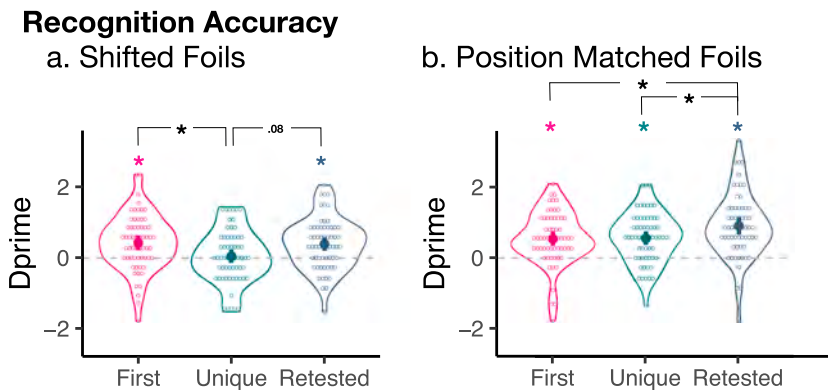 Recognition Accuracy
a. Shifted Foils
b. Position Matched Foils
*
*
*
.08
*
*
*
*
*
Dprime
2
0
−2
First Unique Retested
Dprime
2
0
−2
First Unique Retested